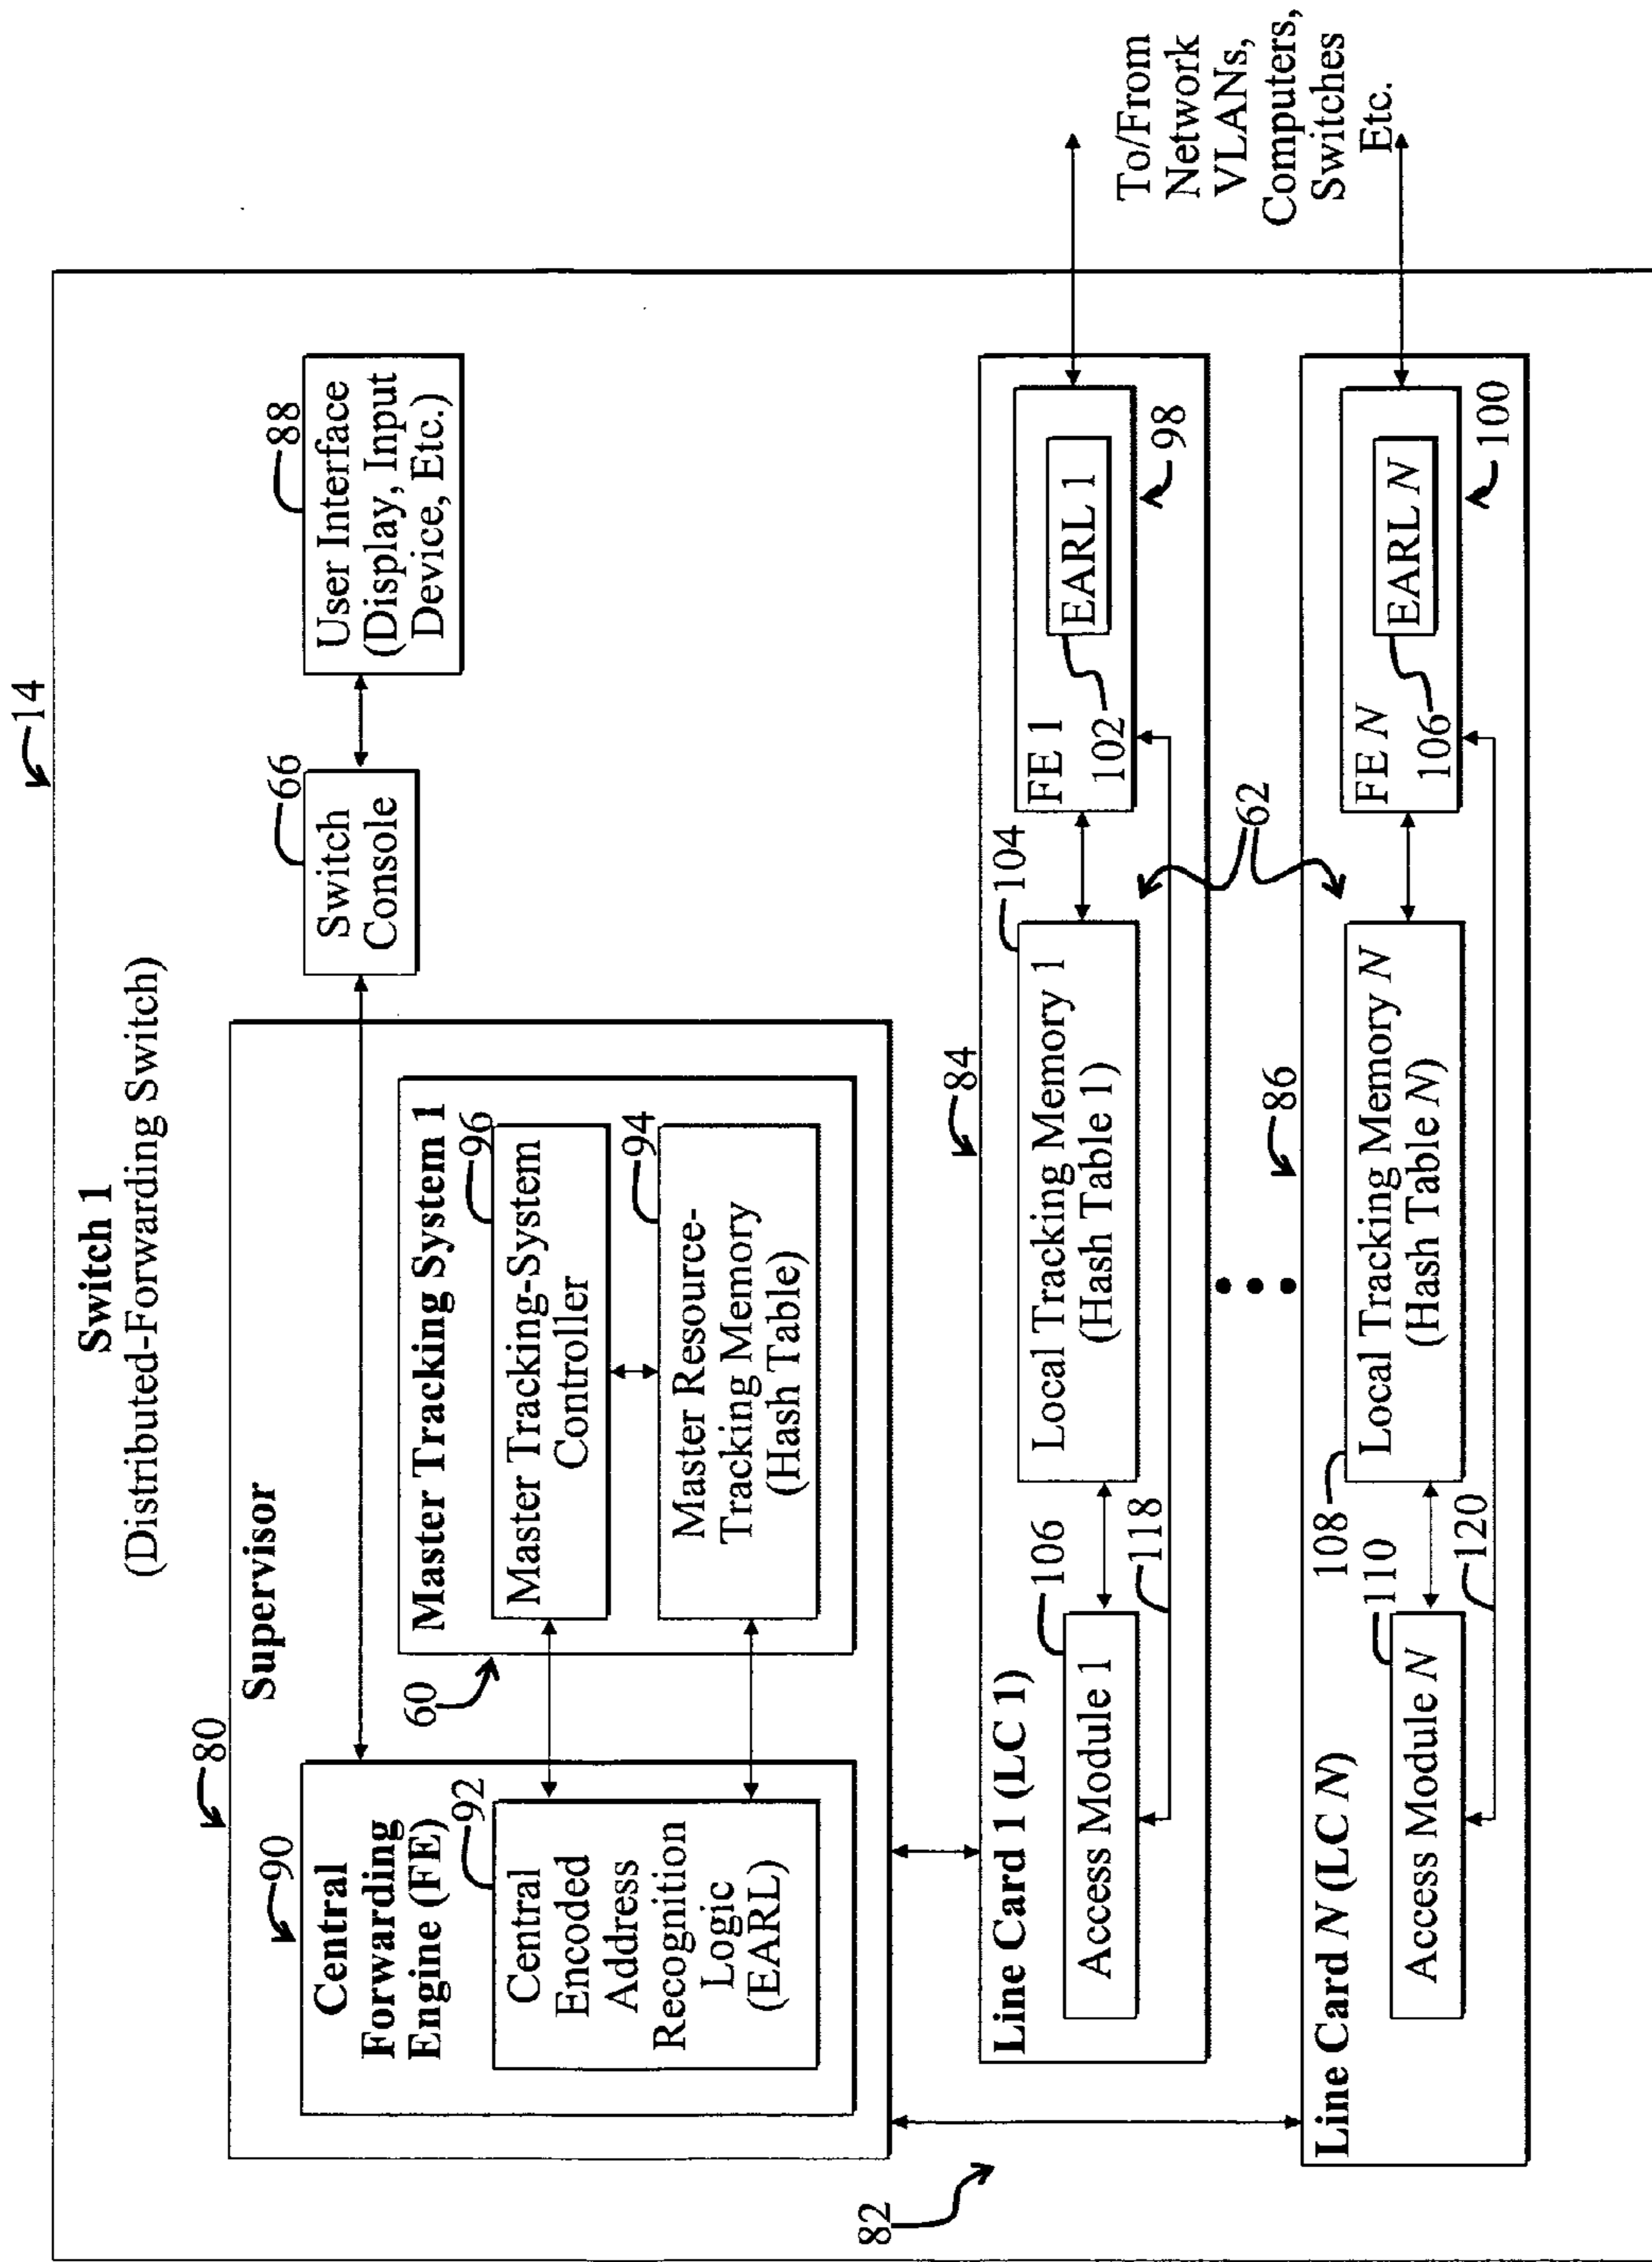 14
Switch 1
(Distributed-Forwarding Switch)
80
Supervisor
90
Central
Forwarding
Engine (FE)
92
Central
Encoded
Address
Recognition
Logic
(EARL)
60
Master Tracking System 1
96
Master Tracking-System
Controller
94
Master Resource-
Tracking Memory
(Hash Table)
66
Switch
Console
88
User Interface
(Display, Input
Device, Etc.)
82
84
Line Card 1 (LC 1)
106
Access Module 1
118
104
Local Tracking Memory 1
(Hash Table 1)
62
FE 1
102
EARL 1
98
86
Line Card N (LC N)
108
110
Access Module N
120
Local Tracking Memory N
(Hash Table N)
FE N
106
EARL N
100
To/From
Network
VLANs,
Computers,
Switches
Etc.